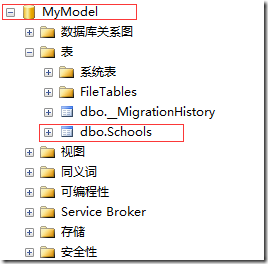 MyModel
数据库关系图
表
系统表
FileTables
dbo.__MigrationHistory
dbo.Schools
视图
同义词
可编程性
Service Broker
存储
安全性